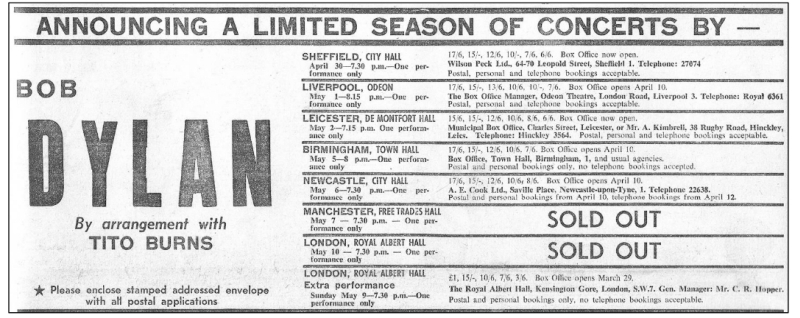 ANNOUNCING A LIMITED SEASON OF CONCERTS BY —
BOB
DYLAN
By arrangement with
TITO BURNS
★ Please enclose stamped addressed envelope
with all postal applications
SHEFFIELD, CITY HALL
April 30—7.30 p.m.—One per-
formance only
17/6, 15/-, 12/6, 10/-, 7/6, 6/6. Box Office now open.
Wilson Peck Ltd., 64-70 Leopold Street, Sheffield 1. Telephone: 27074
Postal, personal and telephone bookings acceptable.
LIVERPOOL, ODEON
May 1—8.15 p.m.—One per-
formance only
17/6, 15/-, 13/6, 10/6, 10/-, 7/6. Box Office opens April 10.
The Box Office Manager, Odeon Theatre, London Road, Liverpool 3. Telephone: Royal 6361
Postal, personal and telephone bookings acceptable.
LEICESTER, DE MONTFORT HALL
May 2—7.15 p.m. One perform-
ance only
15/6, 15/-, 12/6, 10/6, 8/6, 6/6. Box Office now open.
Municipal Box Office, Charles Street, Leicester, or Mr. A. Kimbrell, 38 Rugby Road, Hinckley,
Leics. Telephone: Hinckley 3564. Postal, personal and telephone bookings acceptable.
BIRMINGHAM, TOWN HALL
May 5—8 p.m.—One perform-
ance only
17/6, 15/-, 12/6, 10/6, 7/6. Box Office opens April 10.
Box Office, Town Hall, Birmingham, 1, and usual agencies.
Postal and personal bookings only, no telephone bookings accepted.
NEWCASTLE, CITY HALL
May 6—7.30 p.m.—One per-
formance only
17/6, 15/-, 12/6, 10/6, 8/6. Box Office opens April 10.
A. E. Cook Ltd., Saville Place, Newcastle-upon-Tyne, 1. Telephone 22638.
Postal and personal bookings from April 10, telephone bookings from April 12.
MANCHESTER, FREE TRADES HALL
May 7 — 7.30 p.m. — One per-
formance only
SOLD OUT
LONDON, ROYAL ALBERT HALL
May 10 — 7.30 p.m. — One per-
formance only
SOLD OUT
LONDON, ROYAL ALBERT HALL
Extra performance
Sunday May 9—7.30 p.m.—One
performance only
£1, 15/-, 10/6, 7/6, 3/6. Box Office opens March 29.
The Royal Albert Hall, Kensington Gore, London, S.W.7. Gen. Manager: Mr. C. R. Hopper.
Postal and personal bookings only, no telephone bookings acceptable.